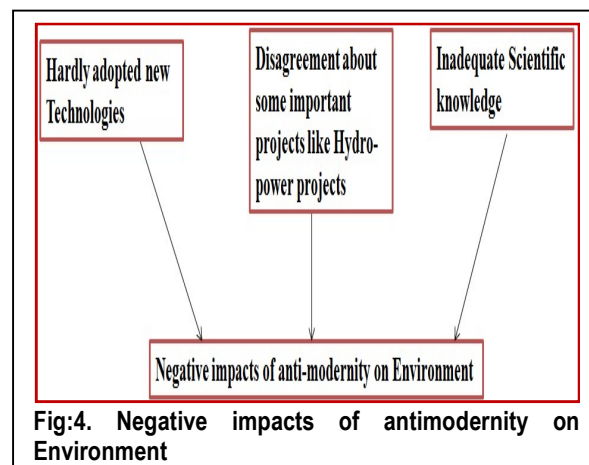 Hardly adopted new
Technologies
Disagreement about
some important
projects like Hydro-
power projects
Inadequate Scientific
knowledge
Negative impacts of anti-modernity on Environment
Fig:4. Negative impacts of antimodernity on
Environment